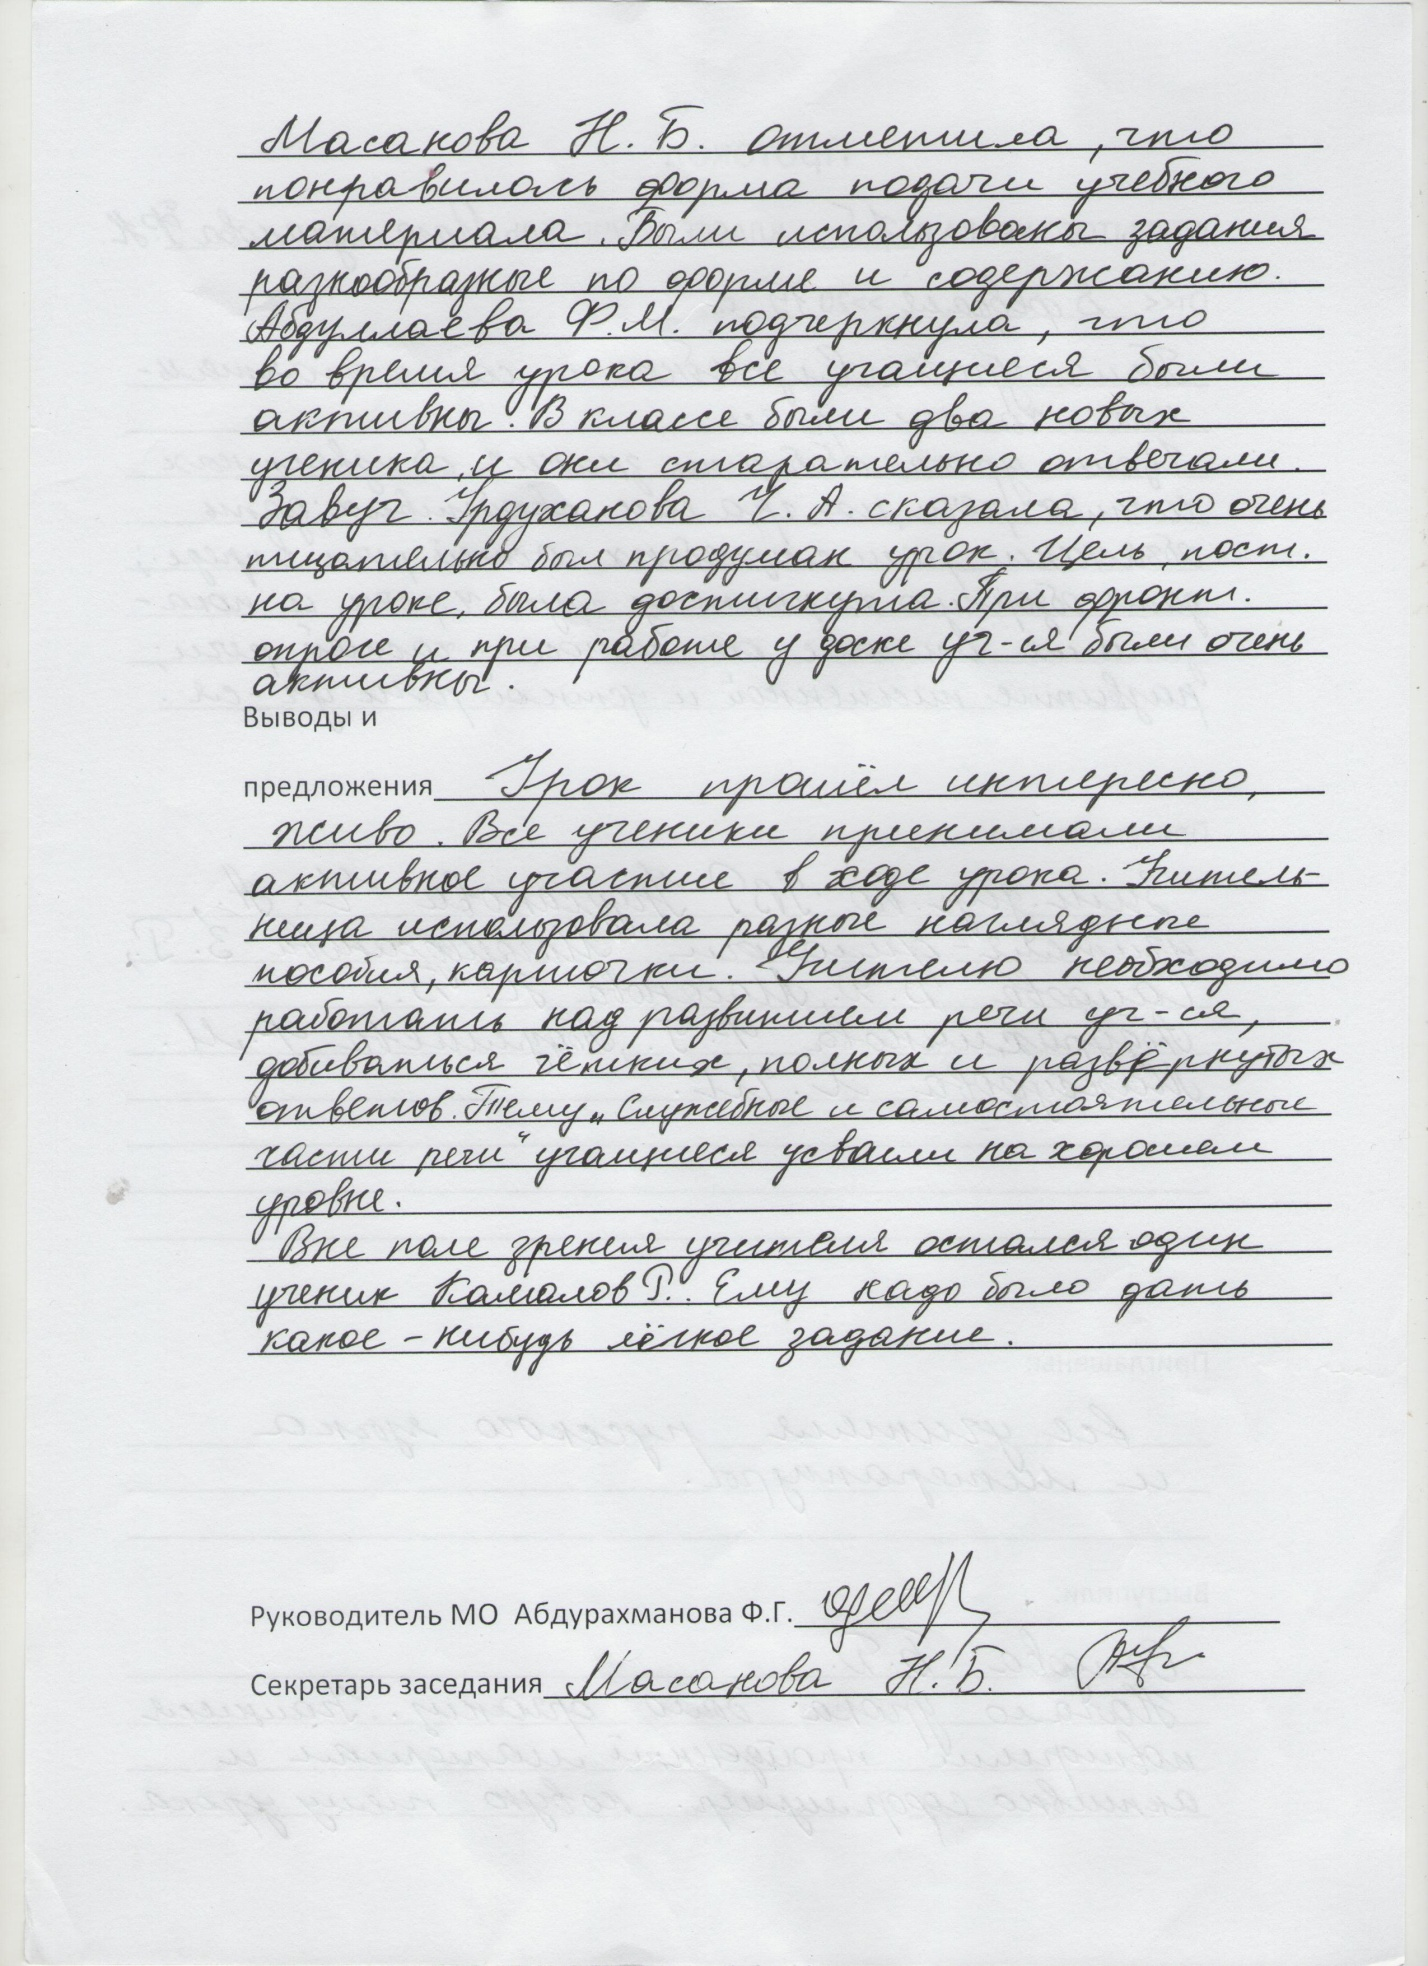 Масакова Н. Б. отметила, что
понравилось форма подачи учебного
материала. Были использованы задания
разнообразные по форме и содержанию.
Абдуллаева Ф.М. подчеркнула, что
во время урока все учащиеся были
активны. В классе были два новых
ученика, и они старательно отвечали.
Завуч Урдуханова Ч. А. сказала, что очень
тщательно был продуман урок. Цель, пост.
на уроке, была достигнута. При фронт.
опросе и при работе у доски уч-ся были очень
активны.
Выводы и
предложения Урок прошёл интересно,
живо. Все ученики принимали
активное участие в ходе урока. Учитель-
ница использовала разные наглядные
пособия, карточки. Учителю необходимо
работать над развитием речи уч-ся,
добиваться чётких, полных и развёрнутых
ответов. Тему „Служебные и самостоятельные
части речи“ учащиеся усвоили на хорошем
уровне.
Вне поле зрения учителя остался один
ученик Камалов Р.. Ему надо было дать
какое-нибудь лёгкое задание.
Руководитель МО Абдурахманова Ф.Г.
Секретарь заседания Масакова Н.Б.